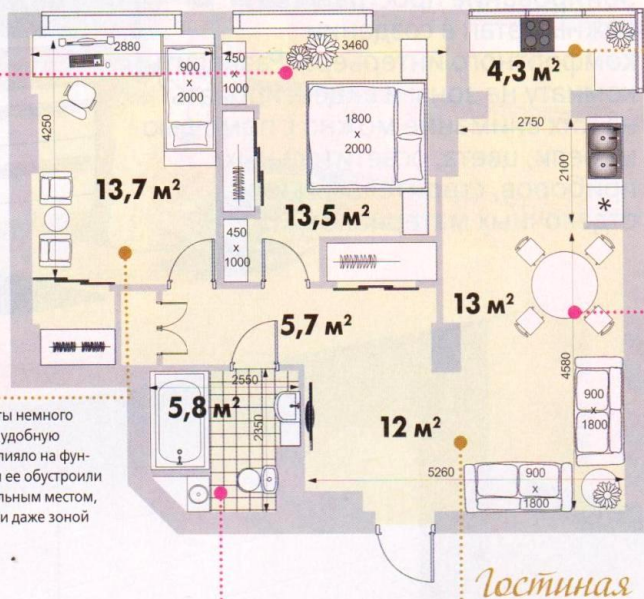 2880
900
x
2000
450
x
1000
3460
1800
x
2000
4,3 м²
2750
2100
4250
13,7 м²
13,5 м²
450
x
1000
*
13 м²
5,7 м²
4580
2550
5,8 м²
2350
12 м²
900
x
1800
5260
900
x
1800
ты немного
удобную
лияло на фун-
и ее обустроили
льным местом,
и даже зоной
Гостиная